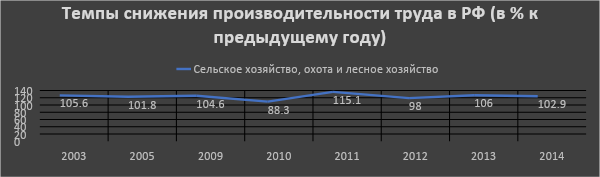 Темпы снижения производительности труда в РФ (в % к
предыдущему году)
Сельское хозяйство, охота и лесное хозяйство
140
120
100
80
60
40
20
0
105.6 101.8 104.6 88.3 115.1 98 106 102.9
2003 2005 2009 2010 2011 2012 2013 2014